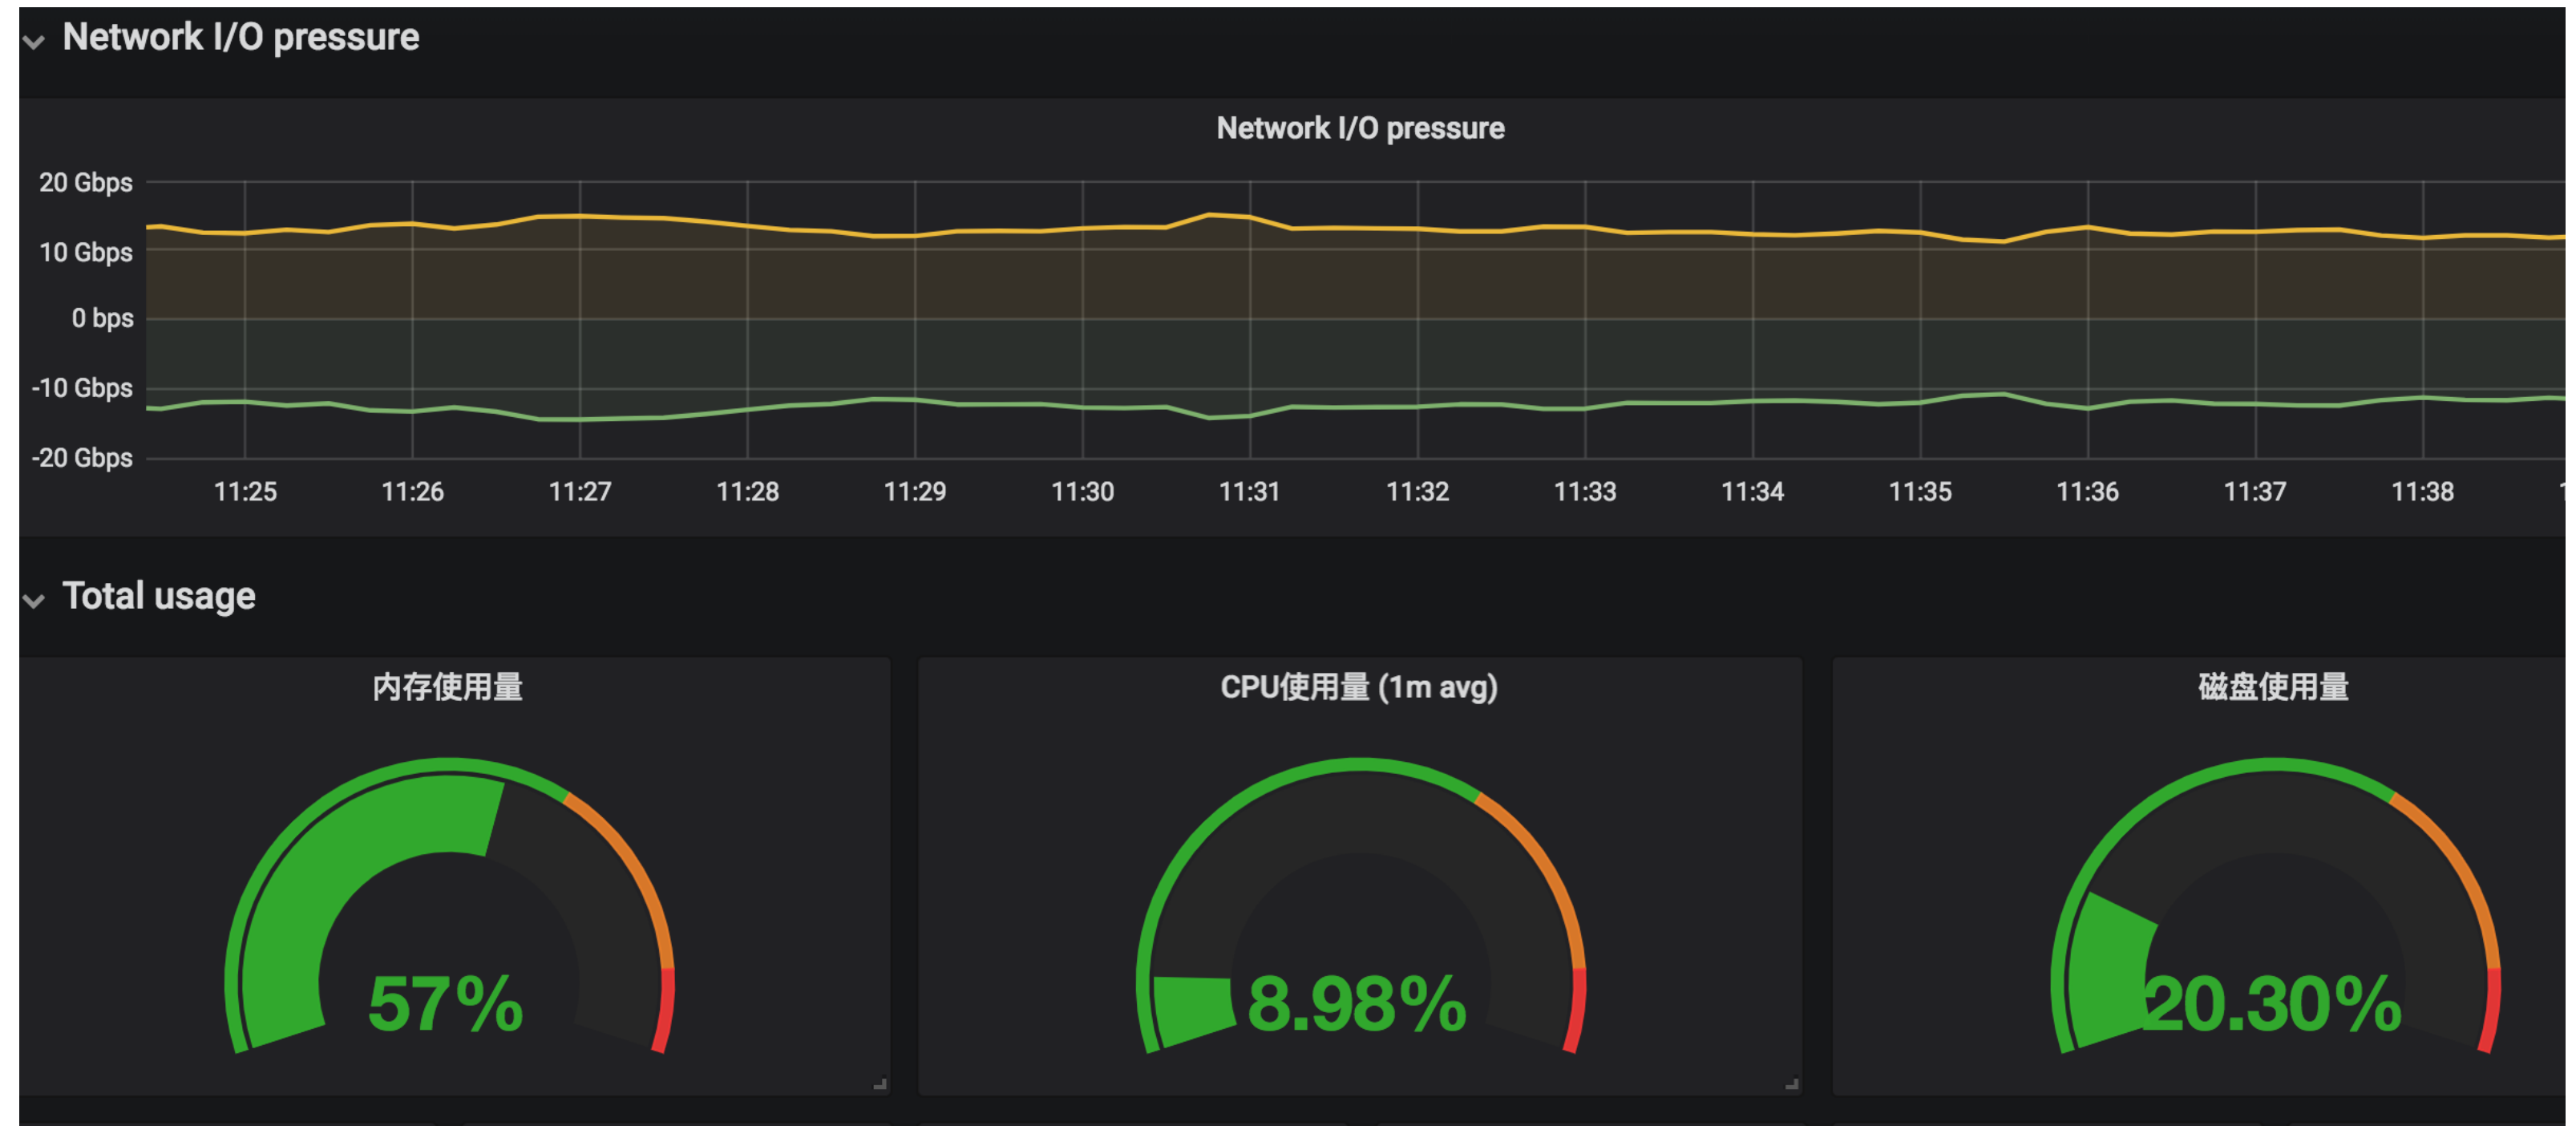 Network I/O pressure
Network I/O pressure
20 Gbps
10 Gbps
0 bps
-10 Gbps
-20 Gbps
11:25 11:26 11:27 11:28 11:29 11:30 11:31 11:32 11:33 11:34 11:35 11:36 11:37 11:38
Total usage
内存使用量 CPU使用量 (1m avg) 磁盘使用量
57% 8.98% 20.30%